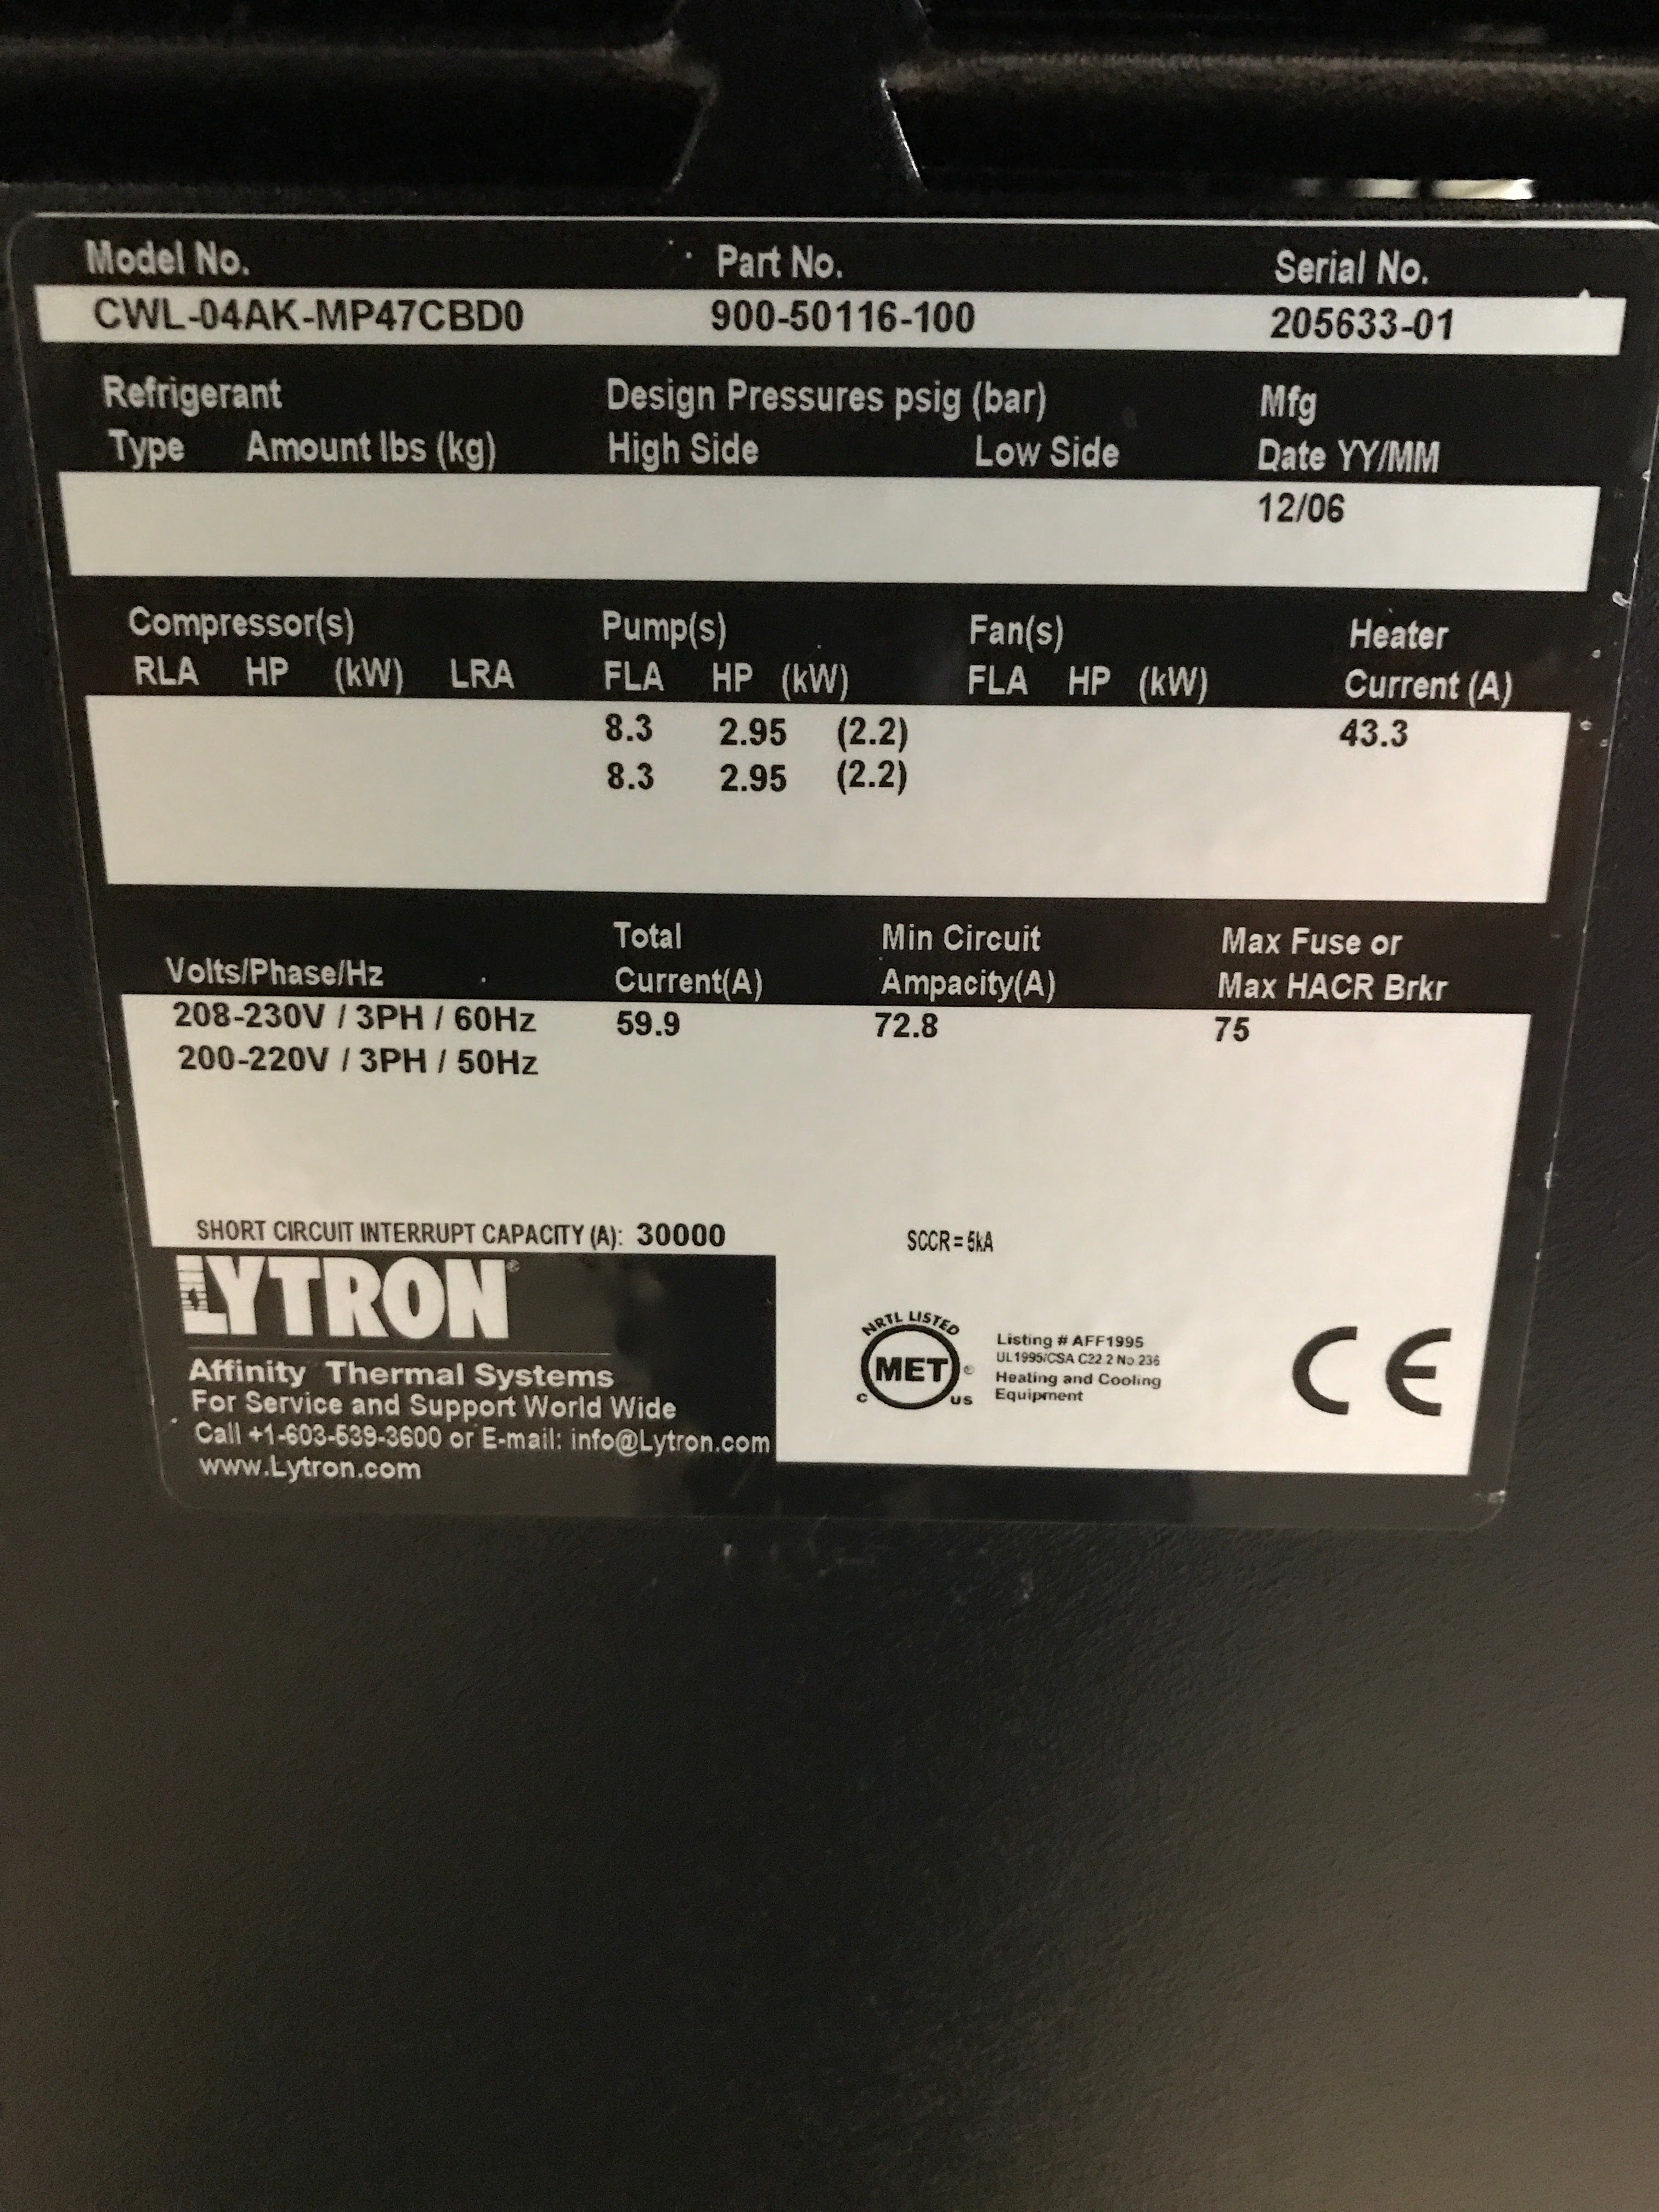 Model No. Part No. Serial No.
CWL-04AK-MP47CBD0 900-50116-100 205633-01
Refrigerant Design Pressures psig (bar) Mfg
Type Amount lbs (kg) High Side Low Side Date YY/MM
12/06
Compressor(s) Pump(s) Fan(s) Heater
RLA HP (kW) LRA FLA HP (kW) FLA HP (kW) Current (A)
8.3 2.95 (2.2) 43.3
8.3 2.95 (2.2)
Total Min Circuit Max Fuse or
Volts/Phase/Hz Current(A) Ampacity(A) Max HACR Brkr
208-230V / 3PH / 60Hz 59.9 72.8 75
200-220V / 3PH / 50Hz
SHORT CIRCUIT INTERRUPT CAPACITY (A): 30000 SCCR = 5kA
LYTRON®
Affinity Thermal Systems
For Service and Support World Wide
Call +1-603-539-3600 or E-mail: info@Lytron.com
www.Lytron.com
NRTL LISTED
MET®
C US
Listing # AFF1995
UL1995/CSA C22.2 No.236
Heating and Cooling
Equipment
CE